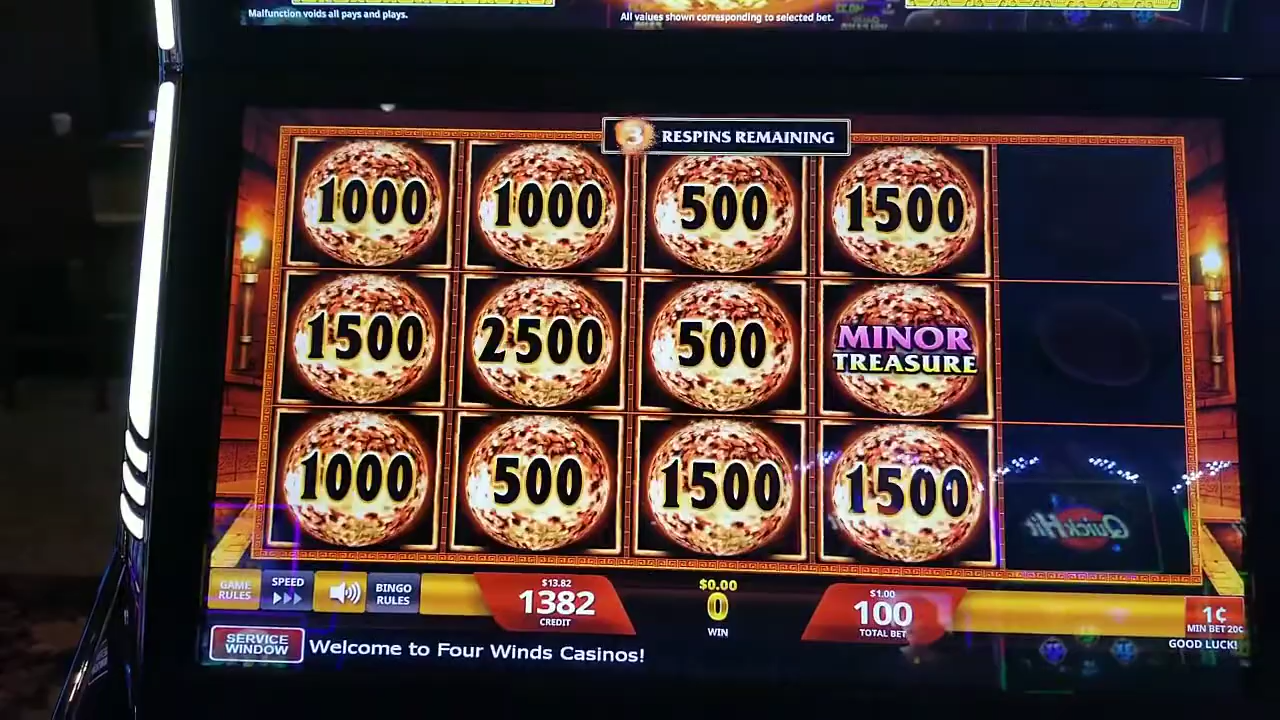 Malfunction voids all pays and plays.
All values shown corresponding to selected bet.
3 RESPINS REMAINING
1000 1000 500 1500
1500 2500 500 MINOR TREASURE
1000 500 1500 1500
QuickHit
GAME RULES
SPEED
BINGO RULES
$13.82
1382
CREDIT
$0.00
0
WIN
$1.00
100
TOTAL BET
1¢
MIN BET 20¢
SERVICE WINDOW
Welcome to Four Winds Casinos!
GOOD LUCK!